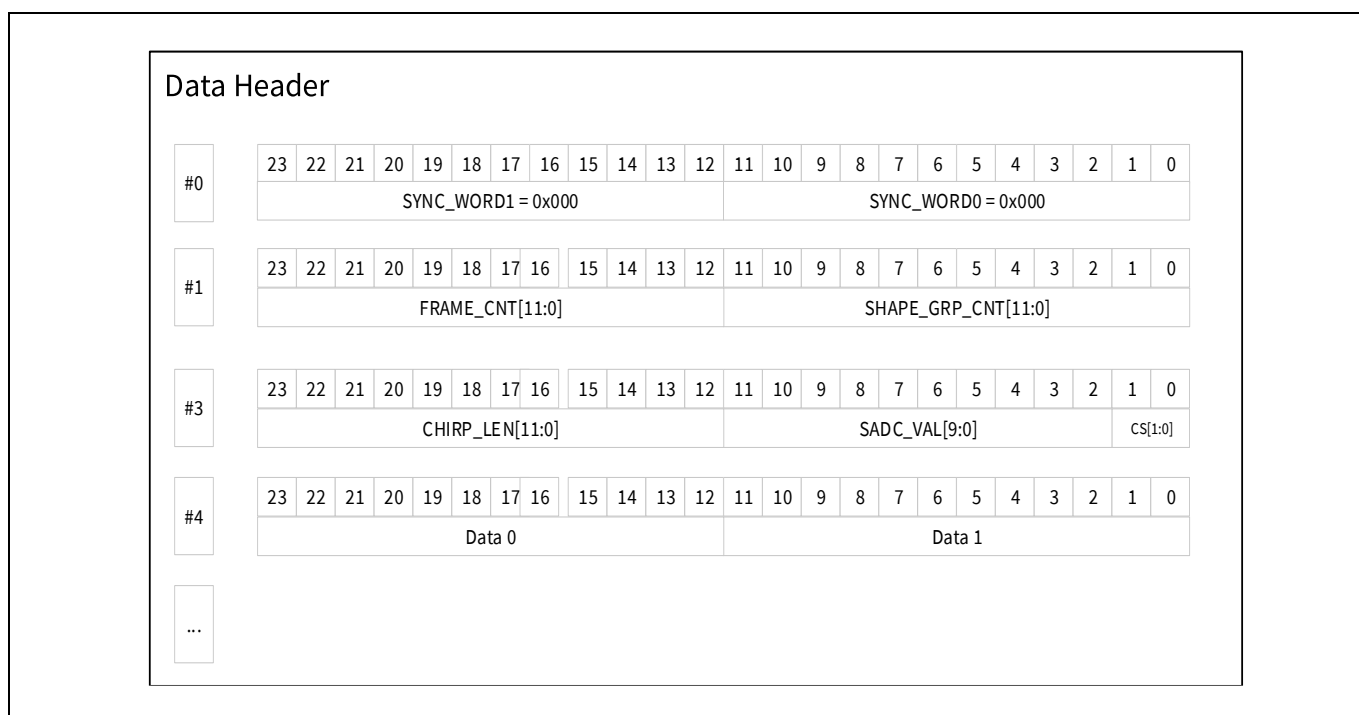 Data Header
#0
23 22 21 20 19 18 17 16 15 14 13 12 11 10 9 8 7 6 5 4 3 2 1 0
SYNC_WORD1 = 0x000 SYNC_WORD0 = 0x000
#1
23 22 21 20 19 18 17 16 15 14 13 12 11 10 9 8 7 6 5 4 3 2 1 0
FRAME_CNT[11:0] SHAPE_GRP_CNT[11:0]
#3
23 22 21 20 19 18 17 16 15 14 13 12 11 10 9 8 7 6 5 4 3 2 1 0
CHIRP_LEN[11:0] SADC_VAL[9:0] CS[1:0]
#4
23 22 21 20 19 18 17 16 15 14 13 12 11 10 9 8 7 6 5 4 3 2 1 0
Data 0 Data 1
...